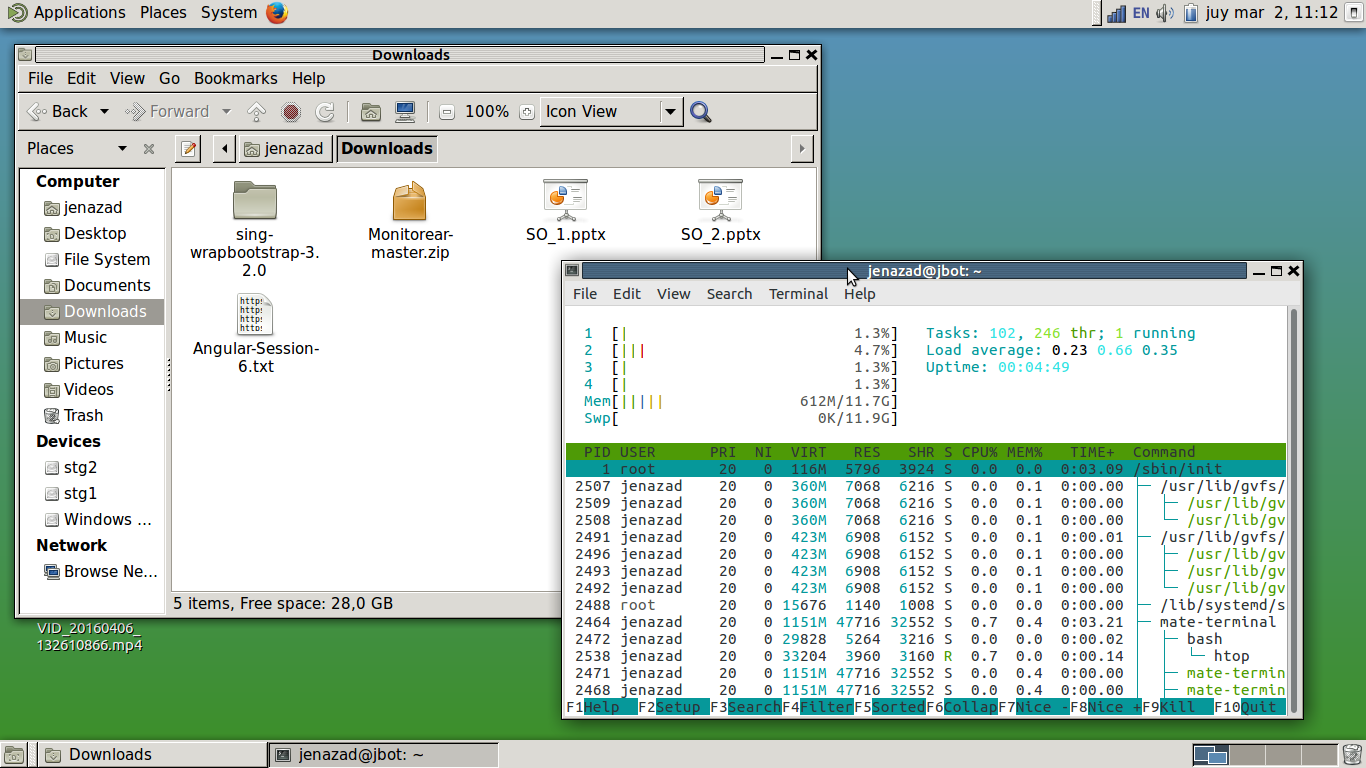 Applications Places System
EN juy mar 2, 11:12
Downloads
File Edit View Go Bookmarks Help
Back Forward 100% Icon View
Places jenazad Downloads
Computer
jenazad
Desktop
File System
Documents
Downloads
Music
Pictures
Videos
Trash
Devices
stg2
stg1
Windows ...
Network
Browse Ne...
sing-
wrapbootstrap-3.
2.0
Monitorear-
master.zip
SO_1.pptx
SO_2.pptx
https
https
https
https
Angular-Session-
6.txt
5 items, Free space: 28,0 GB
VID_20160406_
132610866.mp4
jenazad@jbot: ~
File Edit View Search Terminal Help
1 [| 1.3%] Tasks: 102, 246 thr; 1 running
2 [||| 4.7%] Load average: 0.23 0.66 0.35
3 [| 1.3%] Uptime: 00:04:49
4 [| 1.3%]
Mem[||||| 612M/11.7G]
Swp[ 0K/11.9G]
PID USER PRI NI VIRT RES SHR S CPU% MEM% TIME+ Command
1 root 20 0 116M 5796 3924 S 0.0 0.0 0:03.09 /sbin/init
2507 jenazad 20 0 360M 7068 6216 S 0.0 0.1 0:00.00 ├─ /usr/lib/gvfs/
2509 jenazad 20 0 360M 7068 6216 S 0.0 0.1 0:00.00 │ ├─ /usr/lib/gv
2508 jenazad 20 0 360M 7068 6216 S 0.0 0.1 0:00.00 │ └─ /usr/lib/gv
2491 jenazad 20 0 423M 6908 6152 S 0.0 0.1 0:00.01 ├─ /usr/lib/gvfs/
2496 jenazad 20 0 423M 6908 6152 S 0.0 0.1 0:00.00 │ ├─ /usr/lib/gv
2493 jenazad 20 0 423M 6908 6152 S 0.0 0.1 0:00.00 │ ├─ /usr/lib/gv
2492 jenazad 20 0 423M 6908 6152 S 0.0 0.1 0:00.00 │ └─ /usr/lib/gv
2488 root 20 0 15676 1140 1008 S 0.0 0.0 0:00.00 ├─ /lib/systemd/s
2464 jenazad 20 0 1151M 47716 32552 S 0.7 0.4 0:03.21 ├─ mate-terminal
2472 jenazad 20 0 29828 5264 3216 S 0.0 0.0 0:00.02 │ ├─ bash
2538 jenazad 20 0 33204 3960 3160 R 0.7 0.0 0:00.14 │ │ └─ htop
2471 jenazad 20 0 1151M 47716 32552 S 0.0 0.4 0:00.00 │ ├─ mate-termin
2468 jenazad 20 0 1151M 47716 32552 S 0.0 0.4 0:00.00 │ ├─ mate-termin
F1Help F2Setup F3SearchF4FilterF5SortedF6CollapF7Nice -F8Nice +F9Kill F10Quit
Downloads
jenazad@jbot: ~